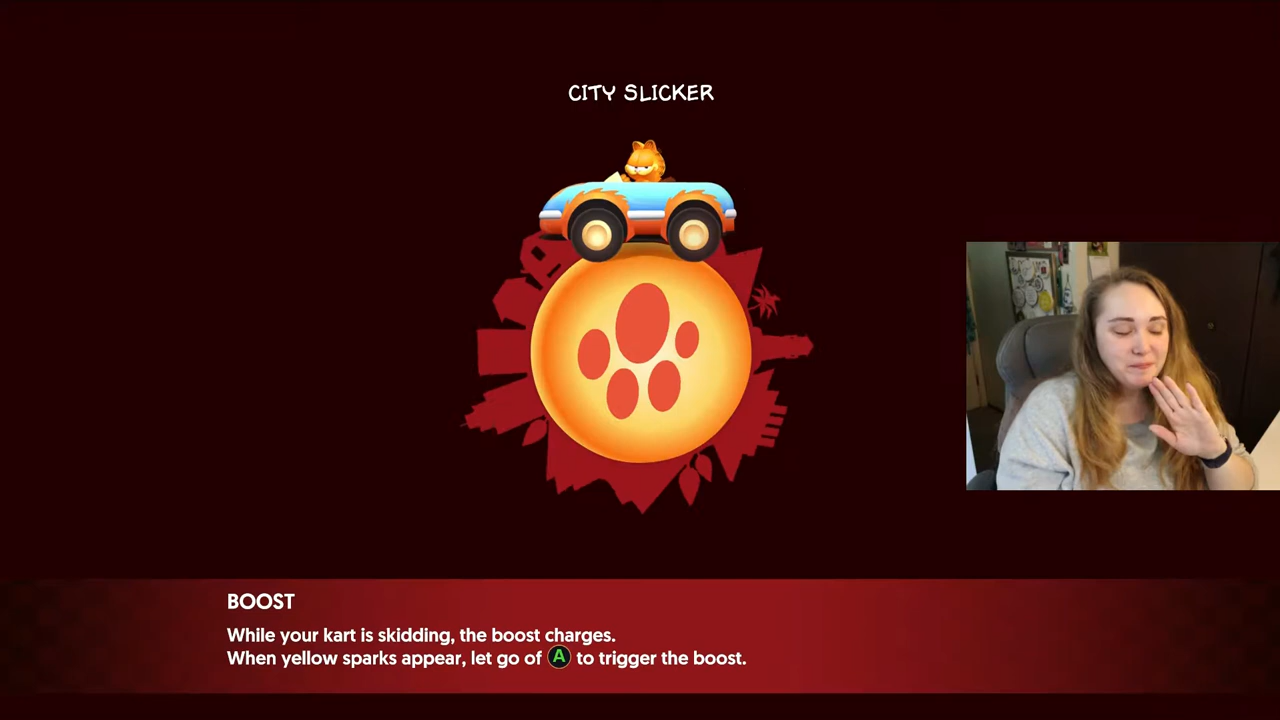 CITY SLICKER
BOOST
While your kart is skidding, the boost charges.
When yellow sparks appear, let go of A to trigger the boost.